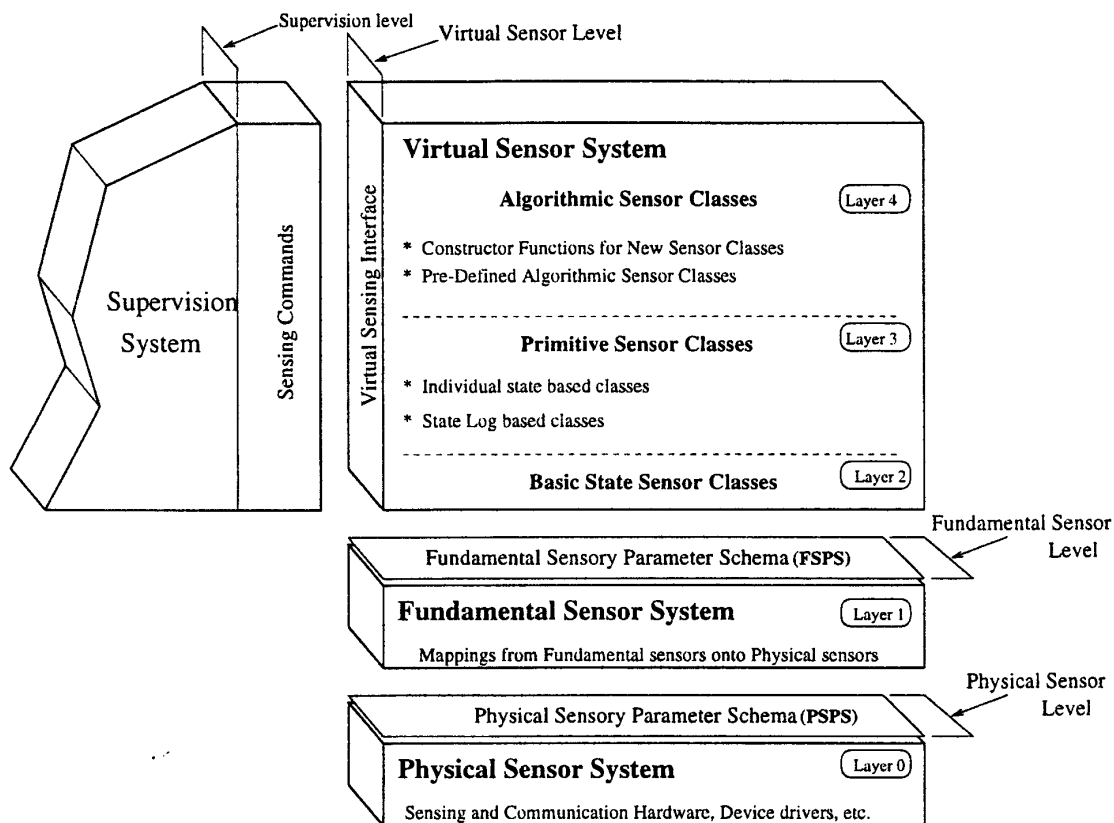 Supervision level
Virtual Sensor Level
Virtual Sensor System
Algorithmic Sensor Classes
Layer 4
* Constructor Functions for New Sensor Classes
* Pre-Defined Algorithmic Sensor Classes
Supervision
System
Sensing Commands
Virtual Sensing Interface
Primitive Sensor Classes
Layer 3
* Individual state based classes
* State Log based classes
Basic State Sensor Classes
Layer 2
Fundamental Sensor
Level
Fundamental Sensory Parameter Schema (FSPS)
Fundamental Sensor System
Layer 1
Mappings from Fundamental sensors onto Physical sensors
Physical Sensor
Level
Physical Sensory Parameter Schema (PSPS)
Physical Sensor System
Layer 0
Sensing and Communication Hardware, Device drivers, etc.